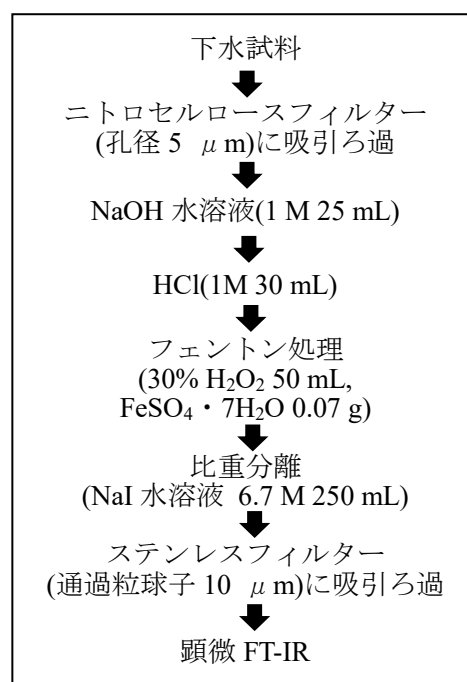 下水試料
ニトロセルロースフィルター
(孔径 5 μm)に吸引ろ過
NaOH 水溶液(1 M 25 mL)
HCl(1M 30 mL)
フェントン処理
(30% H₂O₂ 50 mL,
FeSO₄・7H₂O 0.07 g)
比重分離
(NaI 水溶液 6.7 M 250 mL)
ステンレスフィルター
(通過粒球子 10 μm)に吸引ろ過
顕微 FT-IR